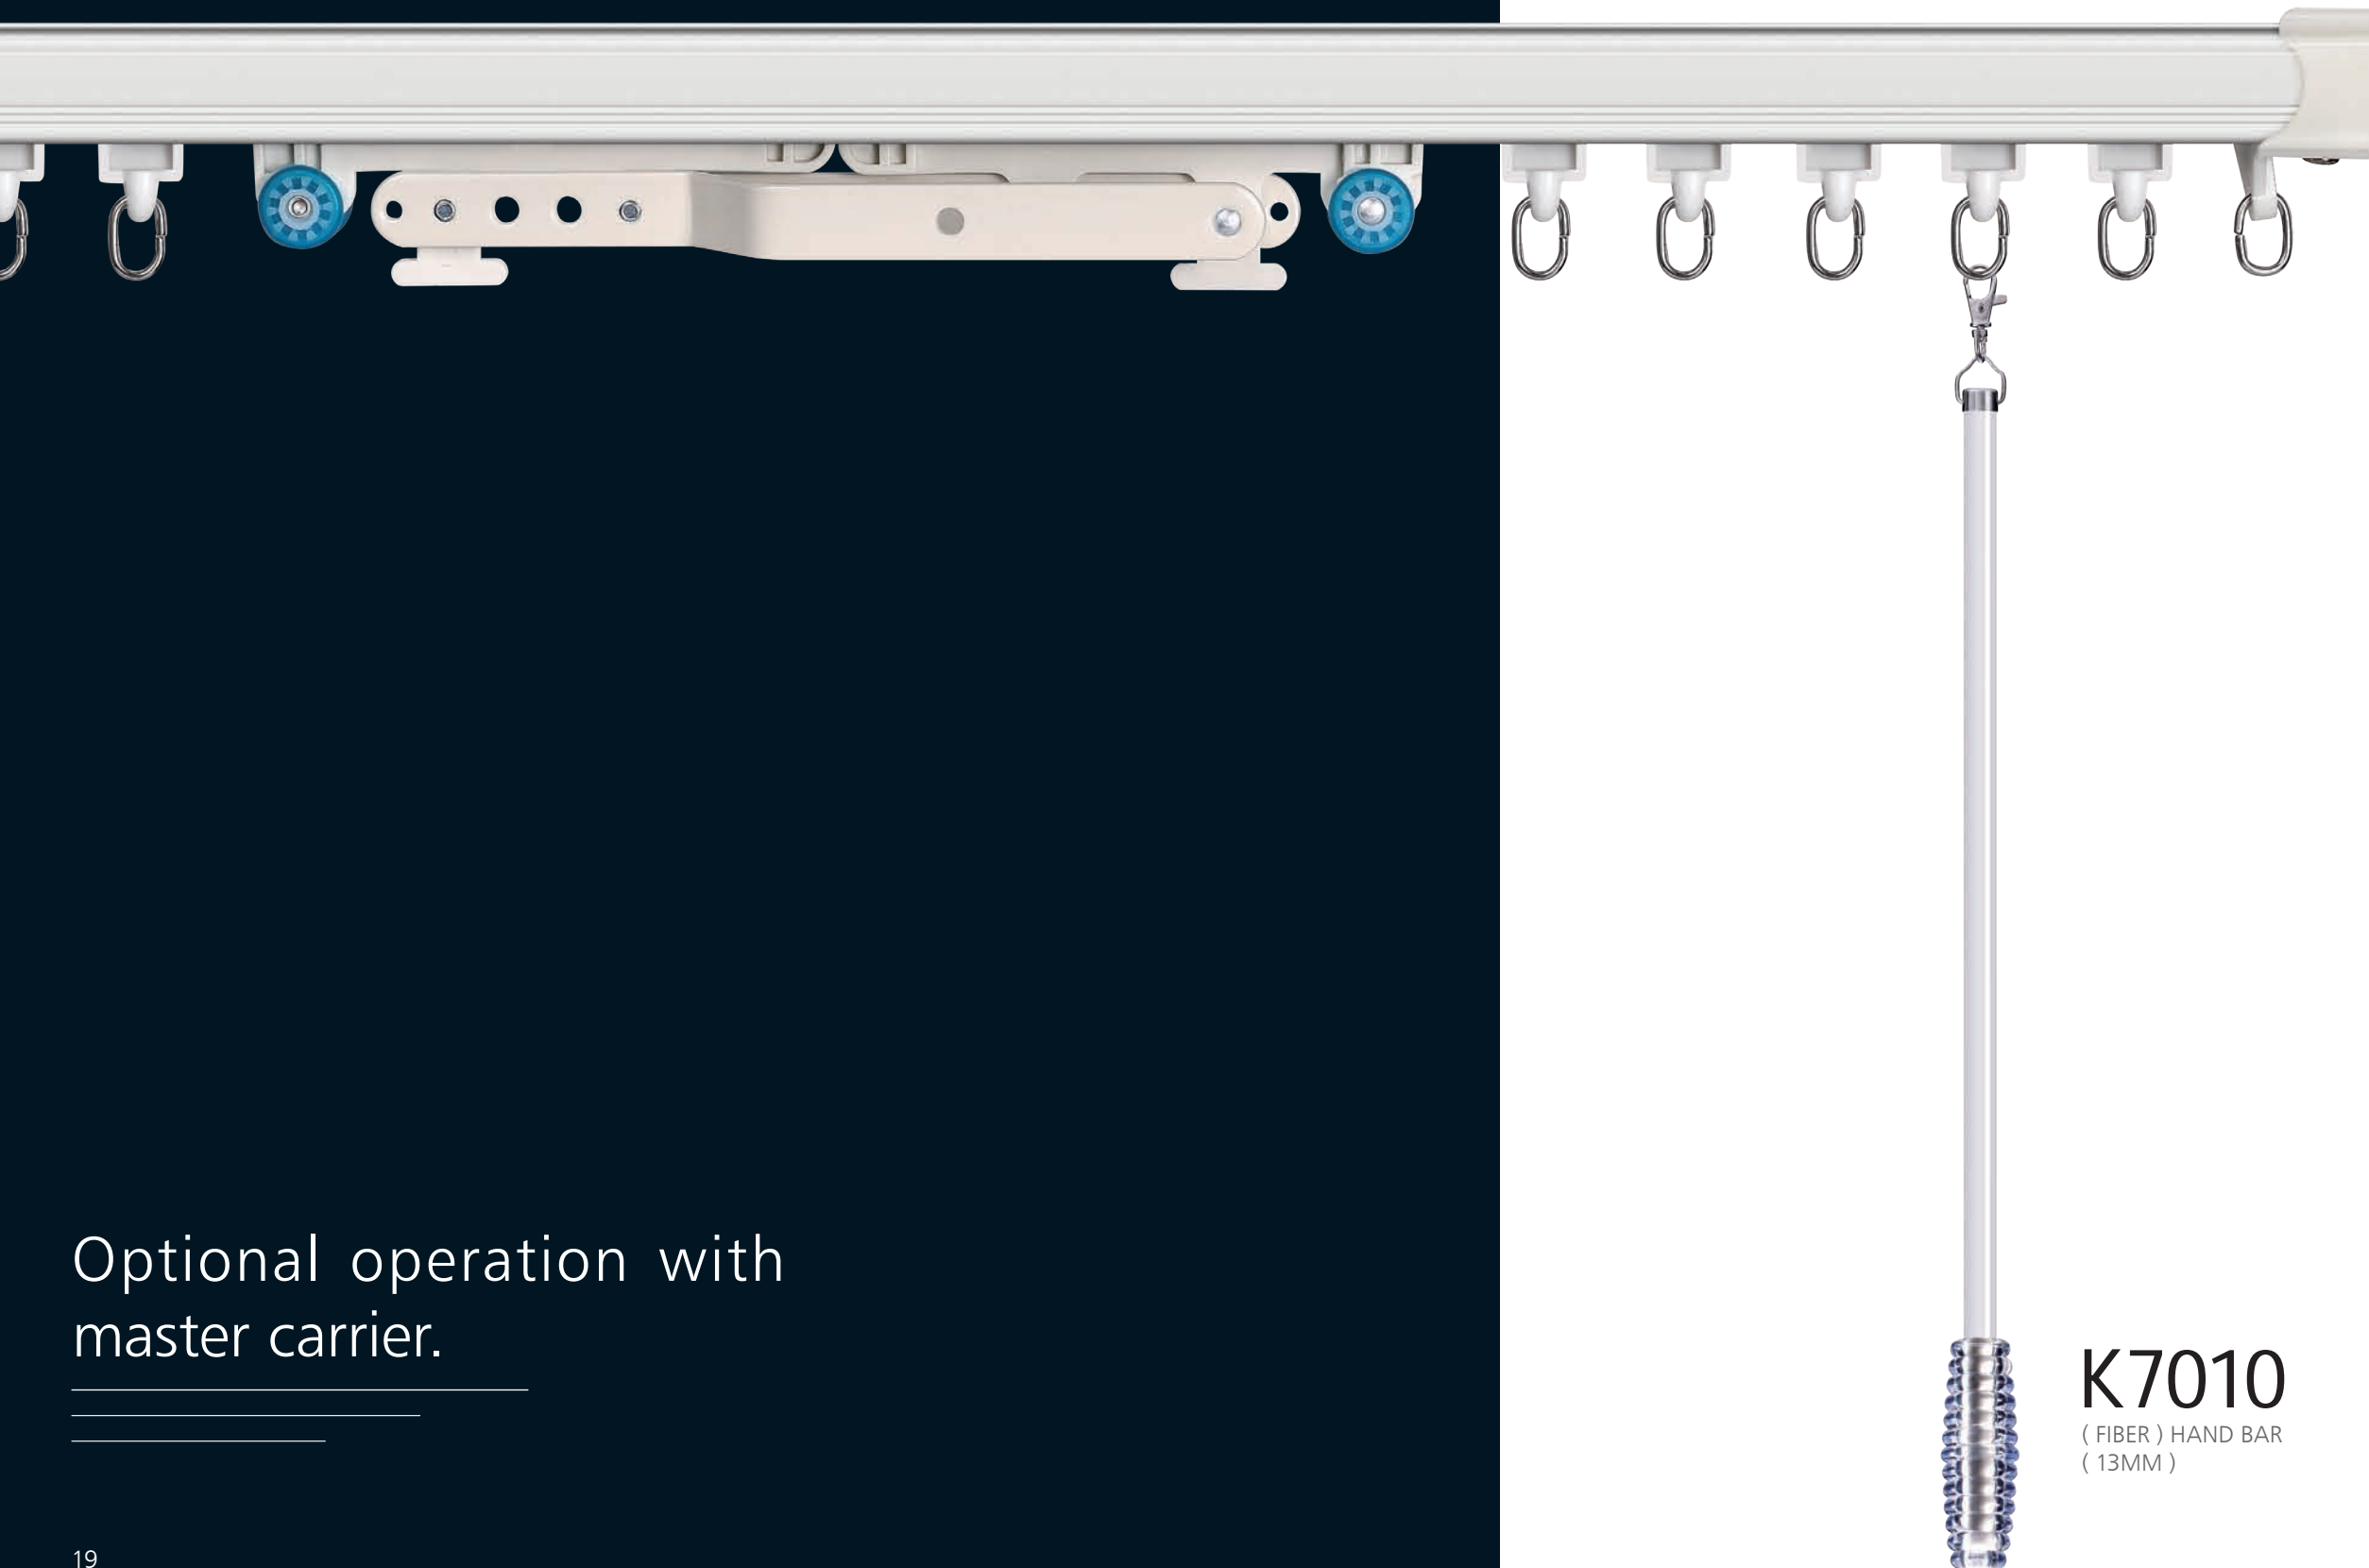 Optional operation with
master carrier.
K7010
( FIBER ) HAND BAR
( 13MM )
19